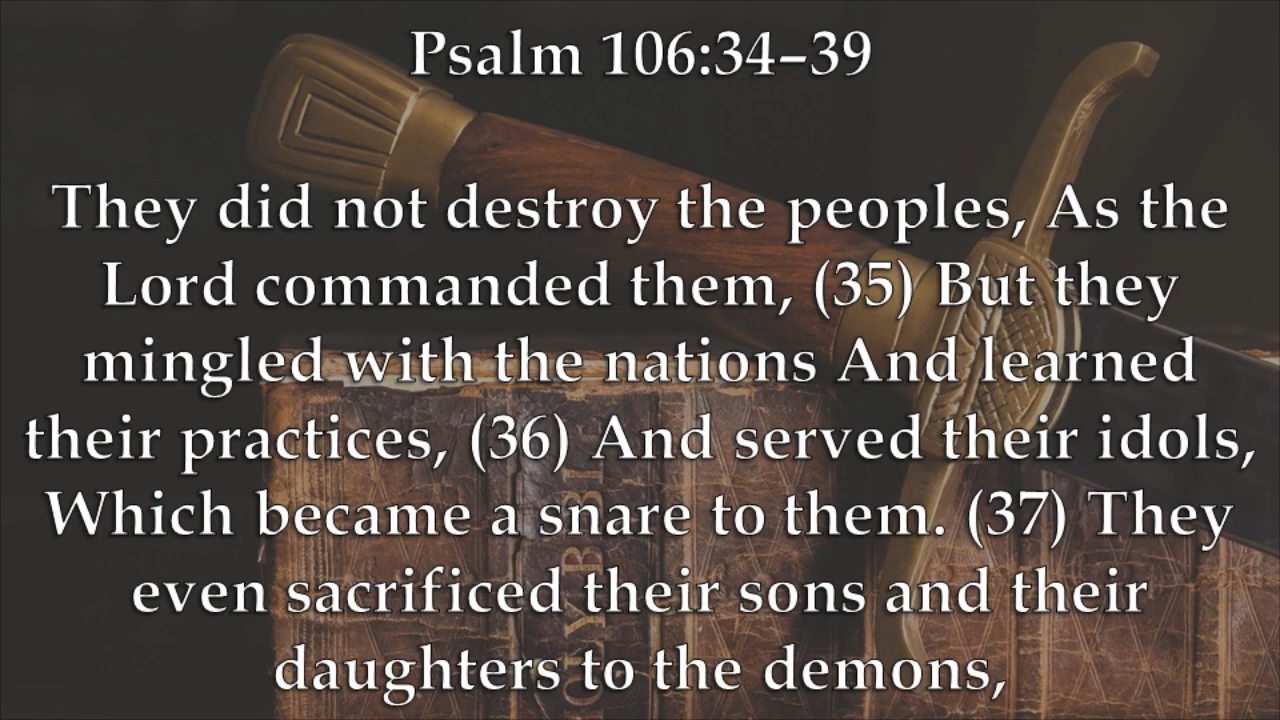 Psalm 106:34–39
They did not destroy the peoples, As the
Lord commanded them, (35) But they
mingled with the nations And learned
their practices, (36) And served their idols,
Which became a snare to them. (37) They
even sacrificed their sons and their
daughters to the demons,